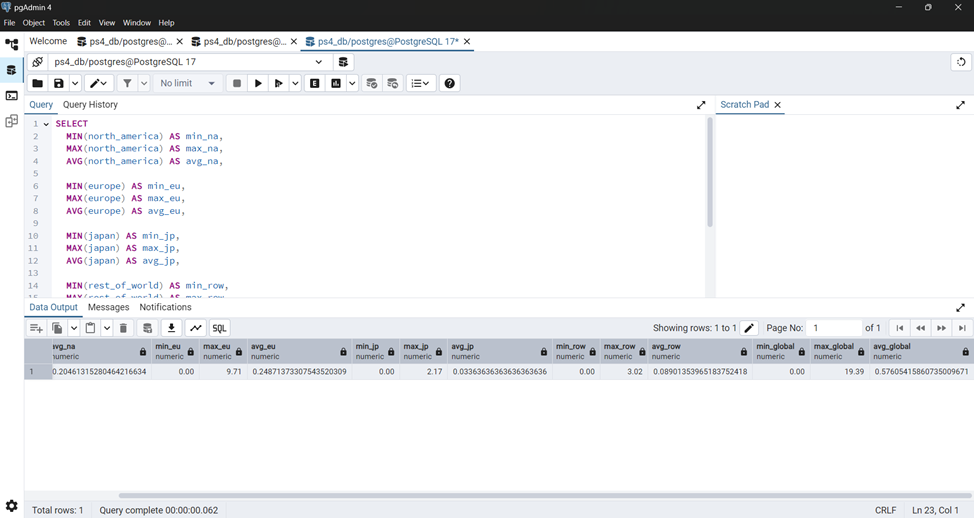 pgAdmin 4
File Object Tools Edit View Window Help
Welcome ps4_db/postgres@... ps4_db/postgres@... ps4_db/postgres@PostgreSQL 17*
ps4_db/postgres@PostgreSQL 17
No limit
E
Query Query History Scratch Pad
1 SELECT
2 MIN(north_america) AS min_na,
3 MAX(north_america) AS max_na,
4 AVG(north_america) AS avg_na,
5
6 MIN(europe) AS min_eu,
7 MAX(europe) AS max_eu,
8 AVG(europe) AS avg_eu,
9
10 MIN(japan) AS min_jp,
11 MAX(japan) AS max_jp,
12 AVG(japan) AS avg_jp,
13
14 MIN(rest_of_world) AS min_row,
15 MAX(rest_of_world) AS max_row
Data Output Messages Notifications
SQL Showing rows: 1 to 1 Page No: 1 of 1
avg_na min_eu max_eu avg_eu min_jp max_jp avg_jp min_row max_row avg_row min_global max_global avg_global
numeric numeric numeric numeric numeric numeric numeric numeric numeric numeric numeric numeric numeric
1 0.20461315280464216634 0.00 9.71 0.24871373307543520309 0.00 2.17 0.03363636363636363636 0.00 3.02 0.08901353965183752418 0.00 19.39 0.57605415860735009671
Total rows: 1 Query complete 00:00:00.062 CRLF Ln 23, Col 1